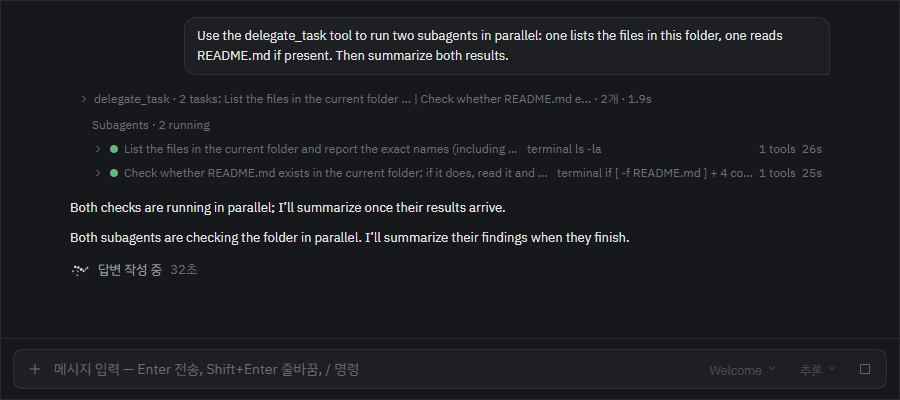 Use the delegate_task tool to run two subagents in parallel: one lists the files in this folder, one reads
README.md if present. Then summarize both results.
delegate_task · 2 tasks: List the files in the current folder ... | Check whether README.md e... · 2개 · 1.9s
Subagents · 2 running
List the files in the current folder and report the exact names (including ... terminal ls -la 1 tools 26s
Check whether README.md exists in the current folder; if it does, read it and ... terminal if [ -f README.md ] + 4 co... 1 tools 25s
Both checks are running in parallel; I'll summarize once their results arrive.
Both subagents are checking the folder in parallel. I'll summarize their findings when they finish.
답변 작성 중 32초
메시지 입력 — Enter 전송, Shift+Enter 줄바꿈, / 명령 Welcome 추론